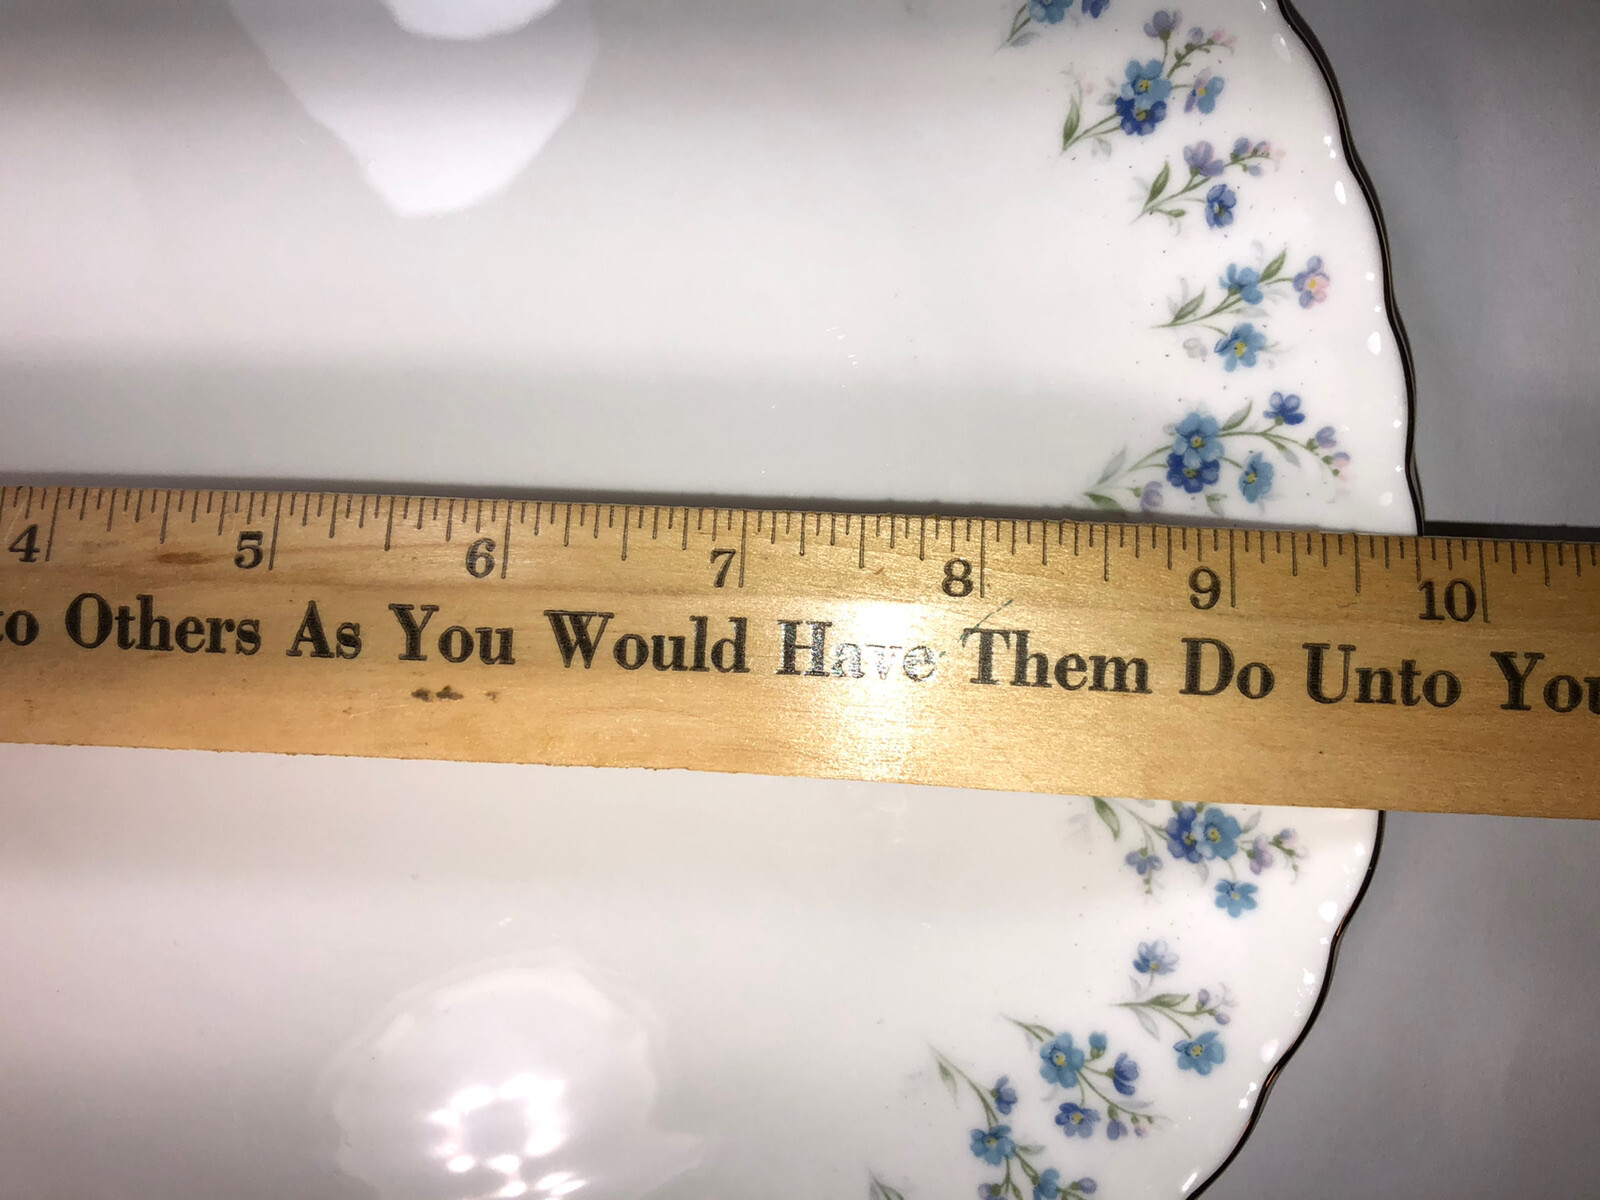 4 5 6 7 8 9 10
to Others As You Would Have Them Do Unto You